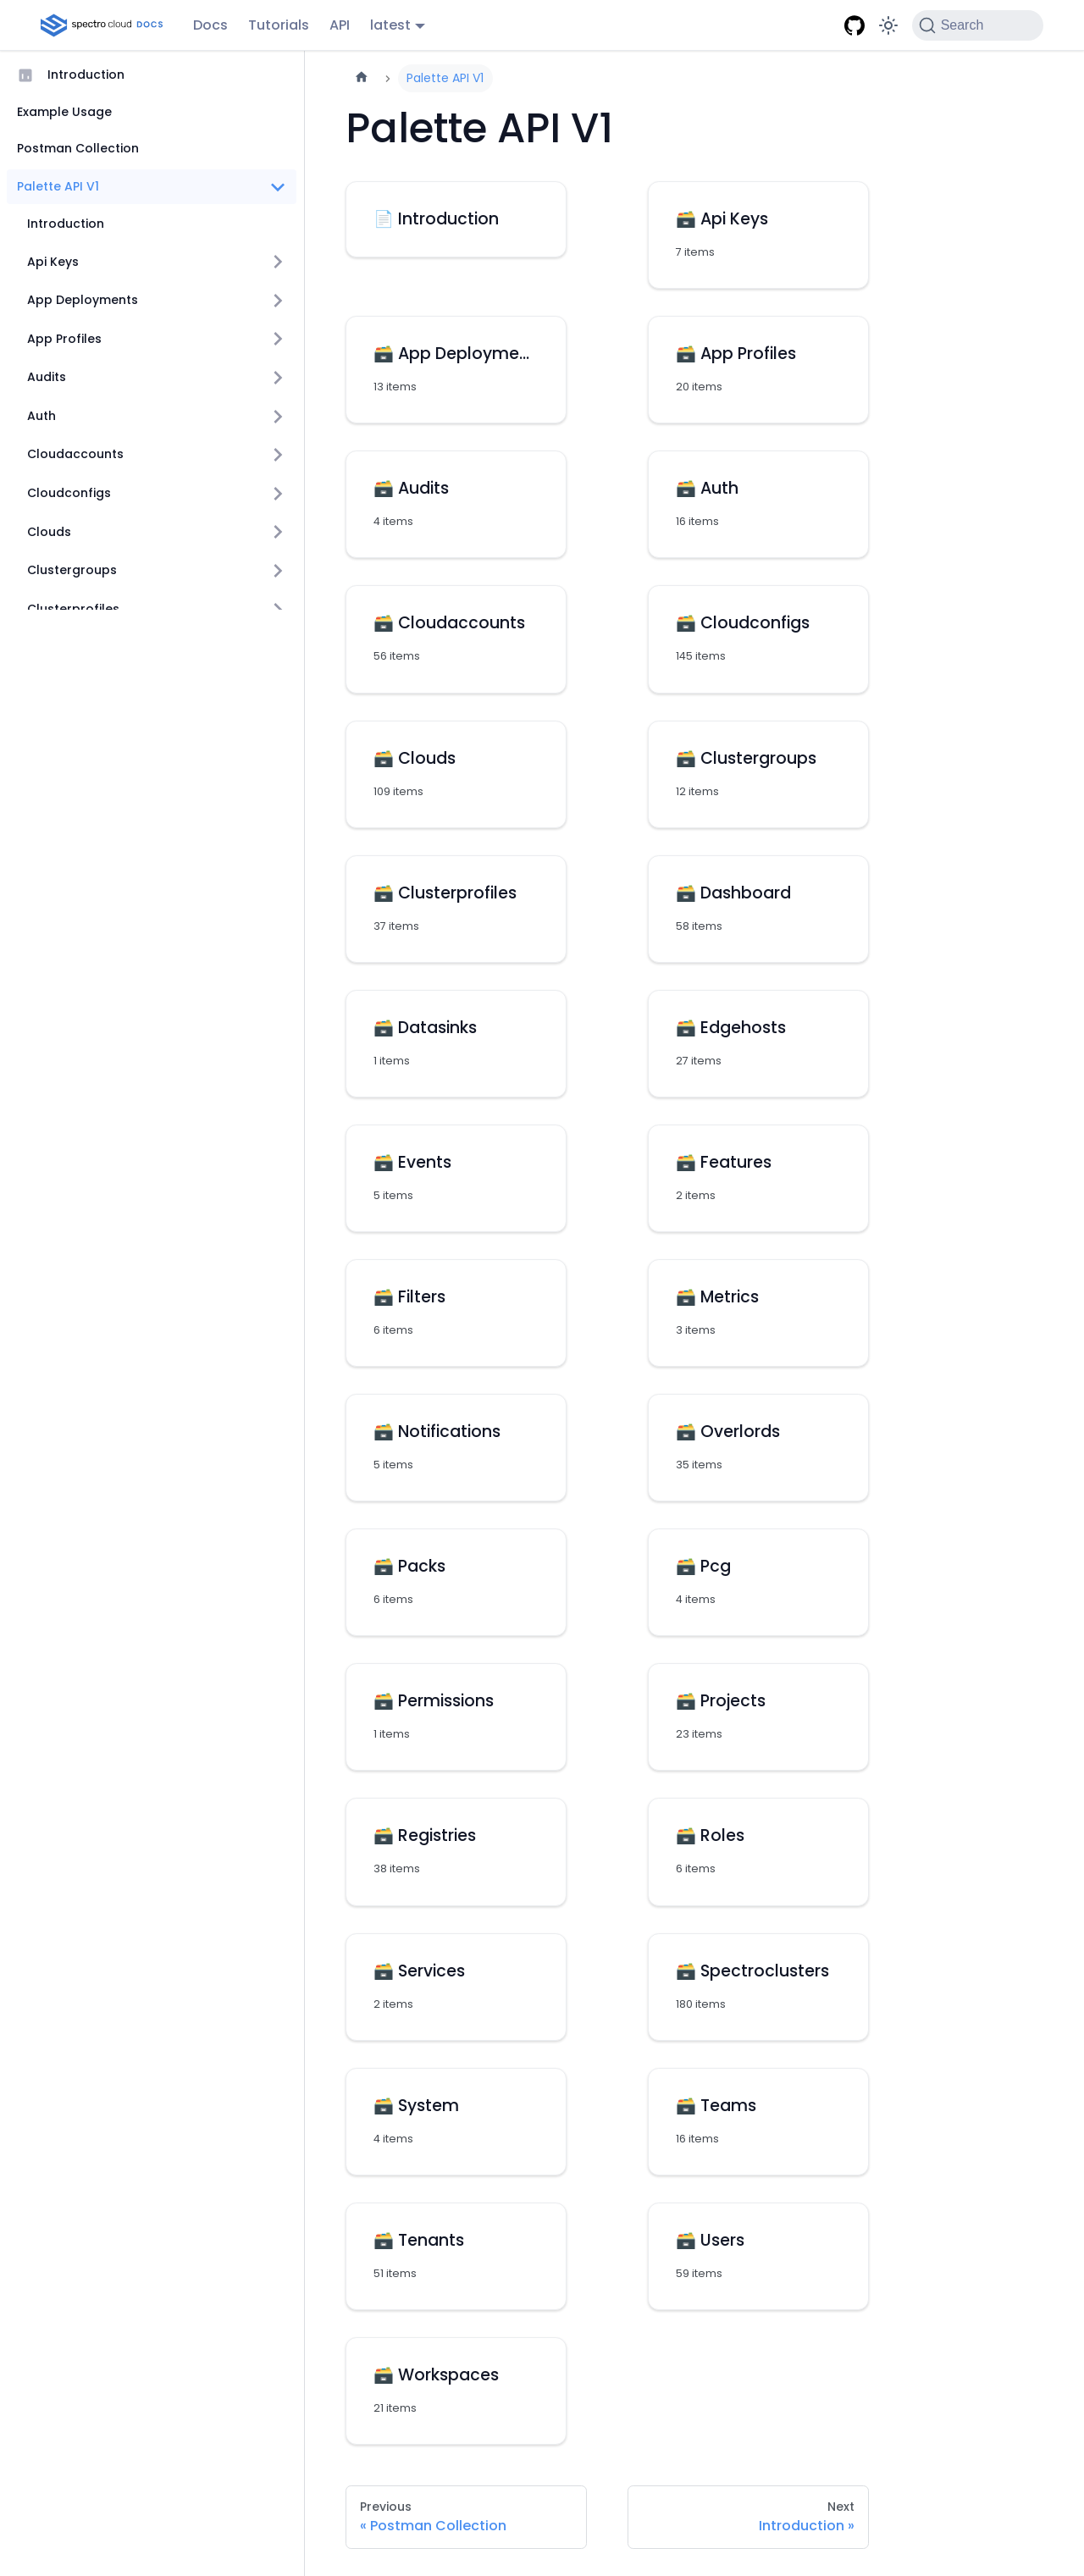 spectro cloud DOCS
Docs
Tutorials
API
latest
Search
Introduction
Example Usage
Postman Collection
Palette API V1
Introduction
Api Keys
App Deployments
App Profiles
Audits
Auth
Cloudaccounts
Cloudconfigs
Clouds
Clustergroups
Clusterprofiles
Palette API V1
Palette API V1
Introduction
Api Keys
7 items
App Deployme...
13 items
App Profiles
20 items
Audits
4 items
Auth
16 items
Cloudaccounts
56 items
Cloudconfigs
145 items
Clouds
109 items
Clustergroups
12 items
Clusterprofiles
37 items
Dashboard
58 items
Datasinks
1 items
Edgehosts
27 items
Events
5 items
Features
2 items
Filters
6 items
Metrics
3 items
Notifications
5 items
Overlords
35 items
Packs
6 items
Pcg
4 items
Permissions
1 items
Projects
23 items
Registries
38 items
Roles
6 items
Services
2 items
Spectroclusters
180 items
System
4 items
Teams
16 items
Tenants
51 items
Users
59 items
Workspaces
21 items
Previous
« Postman Collection
Next
Introduction »